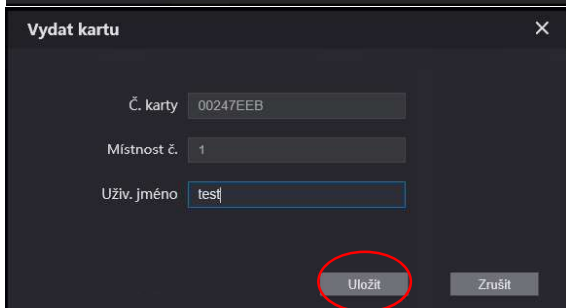 Vydat kartu
Č. karty 00247EEB
Místnost č. 1
Uživ. jméno test
Uložit Zrušit